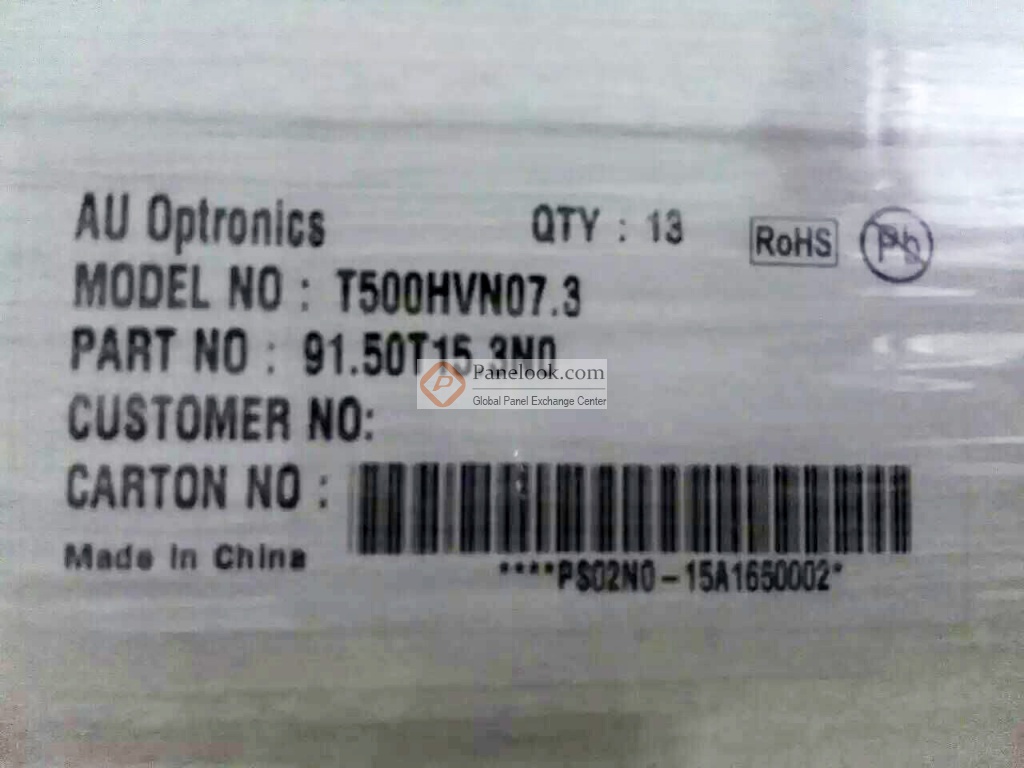 AU Optronics QTY : 13 RoHS Pb
MODEL NO : T500HVN07.3
PART NO : 91.50T15.3N0
Panelook.com
Global Panel Exchange Center
CUSTOMER NO:
CARTON NO :
Made in China
****PS02N0-15A1650002*